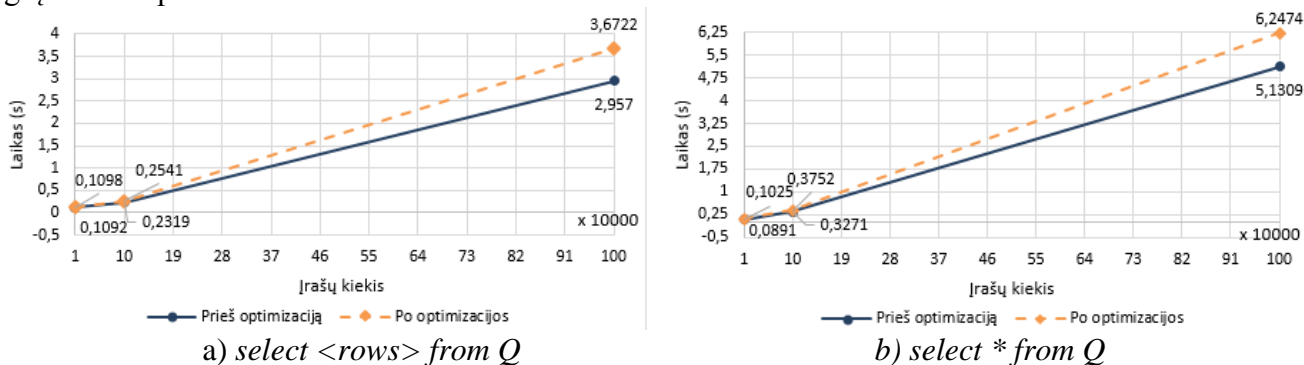 Laikas (s)
4
3,5
3
2,5
2
1,5
1
0,5
0
-0,5
3,6722
2,957
0,1098
0,2541
0,1092
0,2319
x 10000
1 10 19 28 37 46 55 64 73 82 91 100
Įrašų kiekis
Prieš optimizaciją Po optimizacijos
a) select <rows> from Q
Laikas (s)
6,25
5,5
4,75
4
3,25
2,5
1,75
1
0,25
-0,5
6,2474
5,1309
0,1025
0,3752
0,0891
0,3271
x 10000
1 10 19 28 37 46 55 64 73 82 91 100
Įrašų kiekis
Prieš optimizaciją Po optimizacijos
b) select * from Q